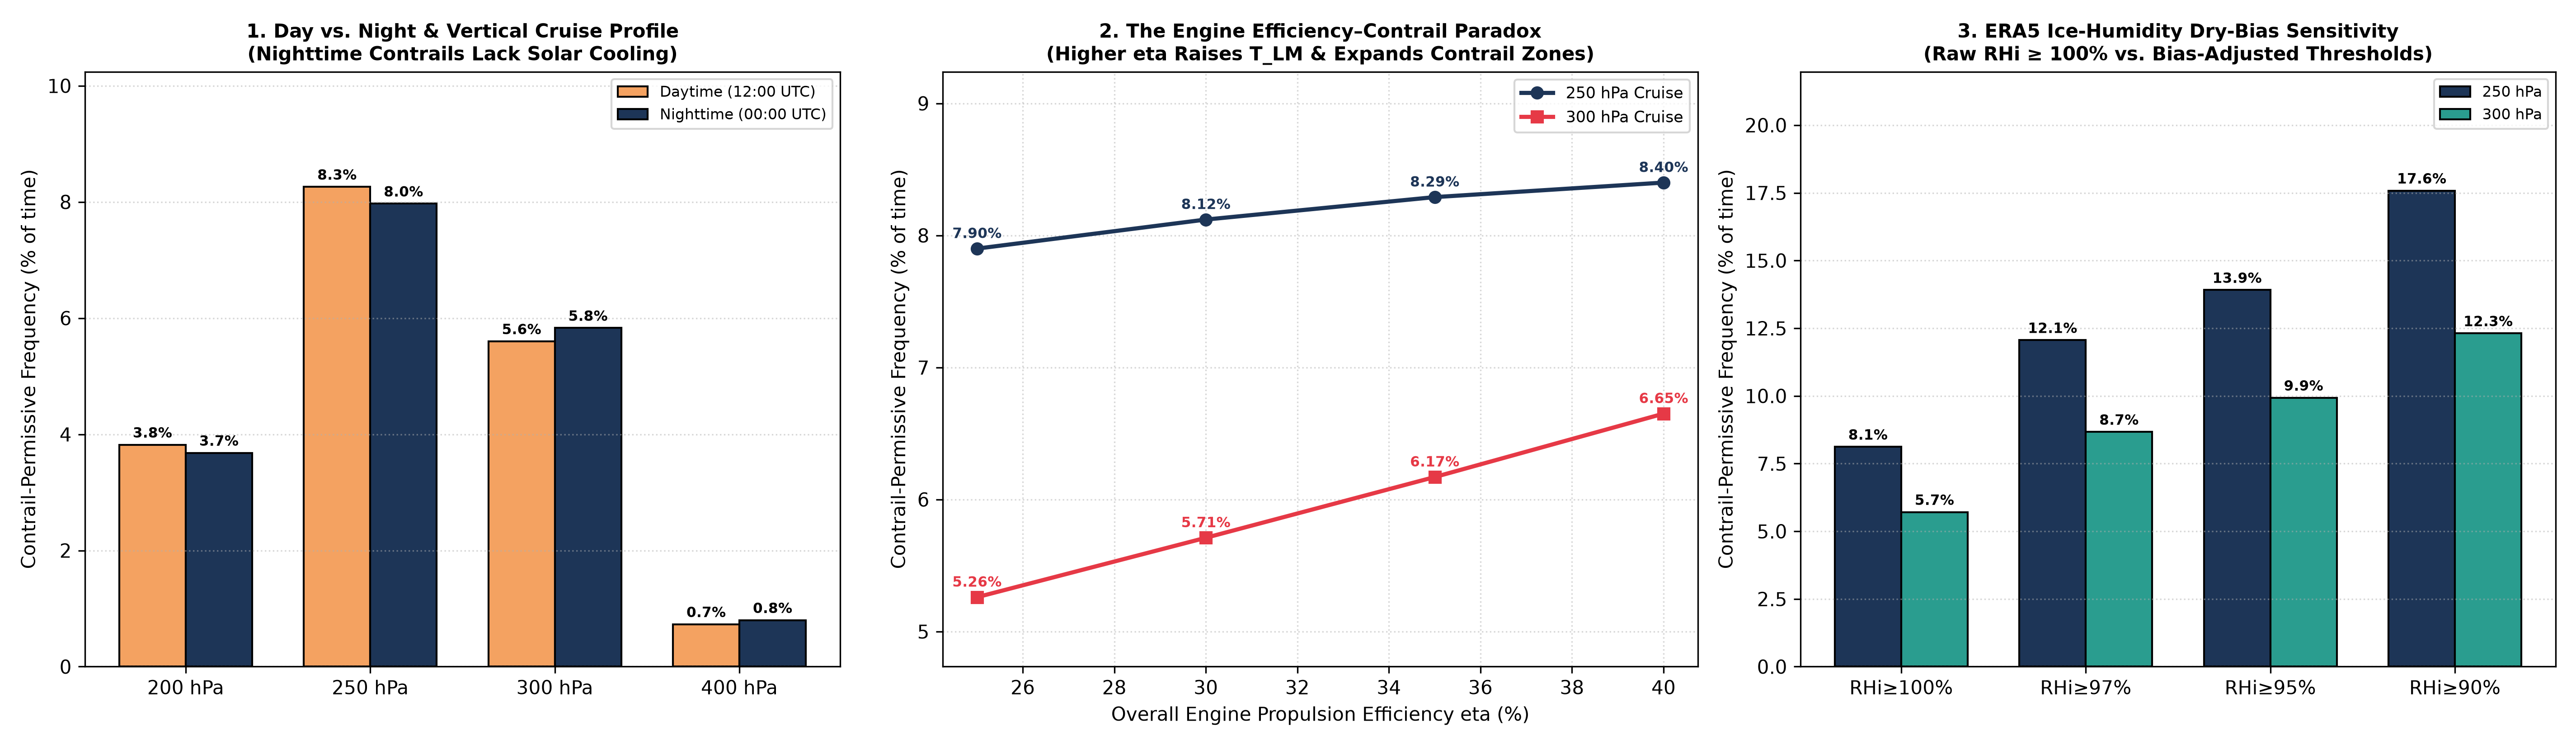 1. Day vs. Night & Vertical Cruise Profile
(Nighttime Contrails Lack Solar Cooling)
Contrail-Permissive Frequency (% of time)
10
8
6
4
2
0
Daytime (12:00 UTC)
Nighttime (00:00 UTC)
3.8%
3.7%
8.3%
8.0%
5.6%
5.8%
0.7%
0.8%
200 hPa
250 hPa
300 hPa
400 hPa
2. The Engine Efficiency–Contrail Paradox
(Higher eta Raises T_LM & Expands Contrail Zones)
Contrail-Permissive Frequency (% of time)
9
8
7
6
5
250 hPa Cruise
300 hPa Cruise
7.90%
8.12%
8.29%
8.40%
5.26%
5.71%
6.17%
6.65%
26
28
30
32
34
36
38
40
Overall Engine Propulsion Efficiency eta (%)
3. ERA5 Ice-Humidity Dry-Bias Sensitivity
(Raw RHi ≥ 100% vs. Bias-Adjusted Thresholds)
Contrail-Permissive Frequency (% of time)
20.0
17.5
15.0
12.5
10.0
7.5
5.0
2.5
0.0
250 hPa
300 hPa
8.1%
5.7%
12.1%
8.7%
13.9%
9.9%
17.6%
12.3%
RHi≥100%
RHi≥97%
RHi≥95%
RHi≥90%